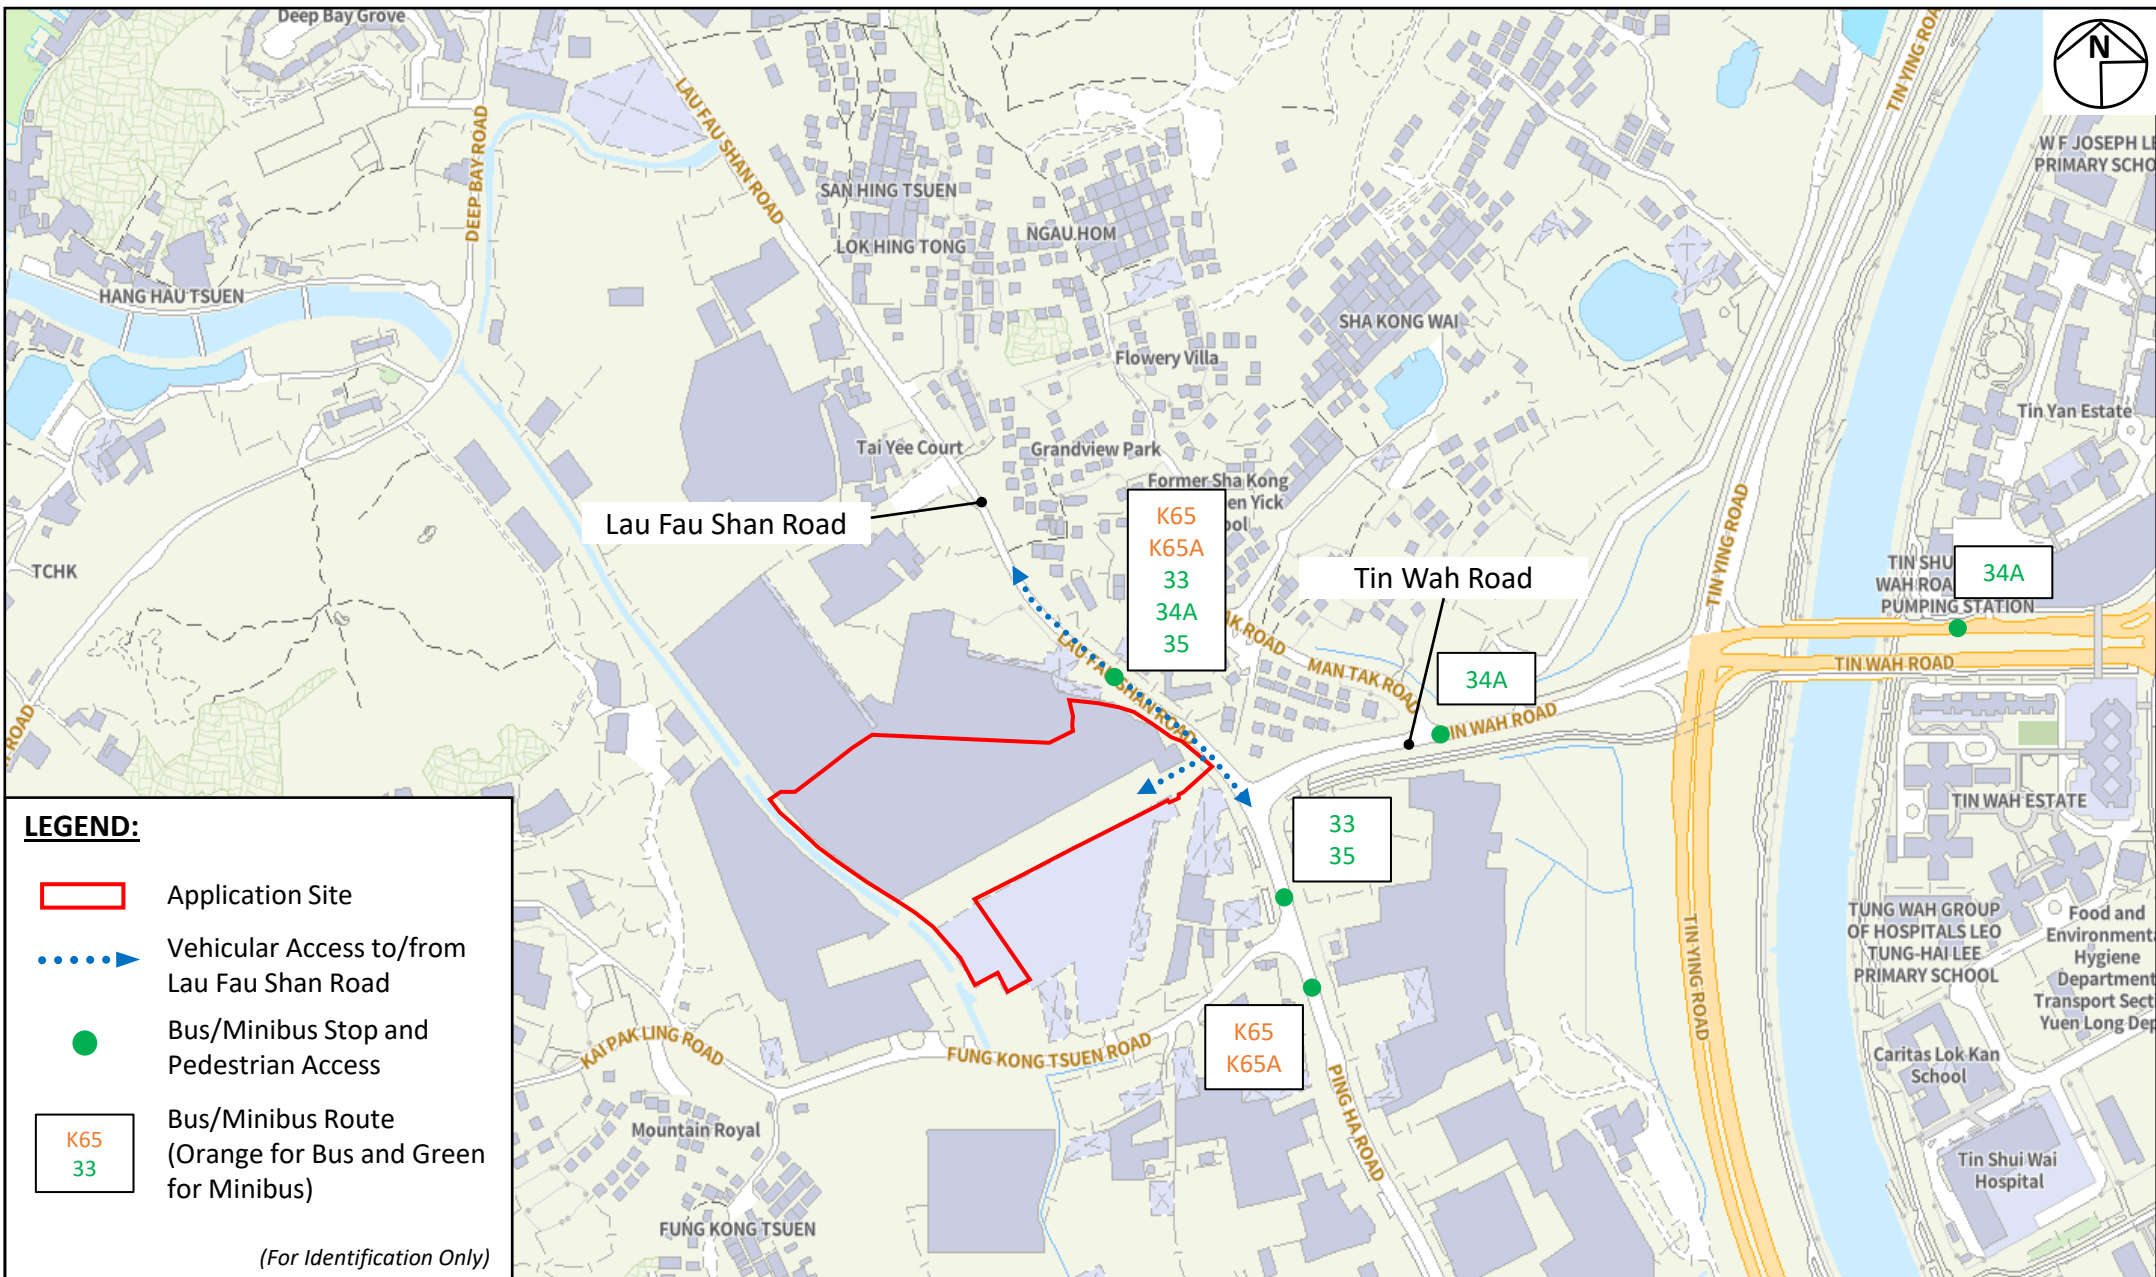 Deep Bay Grove
N
LAU FAU SHAN ROAD
TIN YING ROAD
DEEP BAY ROAD
W F JOSEPH
PRIMARY
SAN HING TSUEN
LOK HING TONG
NGAU HOM
HANG HAU TSUEN
SHA KONG WAI
Flowery Villa
Tin Yan Estate
Tai Yee Court
Grandview Park
Former Sha Kong
Yick
Lau Fau Shan Road
K65
K65A
33
34A
35
TIN YING ROAD
TCHK
Tin Wah Road
TIN
WAH
PUMPING STATION
34A
ROAD
MAN TAK ROAD
LAU FAU SHAN ROAD
TIN WAH ROAD
34A
WAH ROAD
ROAD
TIN WAH ESTATE
33
35
LEGEND:
Application Site
Vehicular Access to/from
Lau Fau Shan Road
Bus/Minibus Stop and
Pedestrian Access
K65
33
Bus/Minibus Route
(Orange for Bus and Green
for Minibus)
(For Identification Only)
TUNG WAH GROUP
OF HOSPITALS LEO
TUNG-HAI LEE
PRIMARY SCHOOL
Food and
Hygiene
Department
Transport
Yuen Long
TIN YING ROAD
KAI PAK LING ROAD
FUNG KONG TSUEN ROAD
K65
K65A
PING HA ROAD
Caritas Lok Kan
School
Mountain Royal
Tin Shui Wai
Hospital
FUNG KONG TSUEN